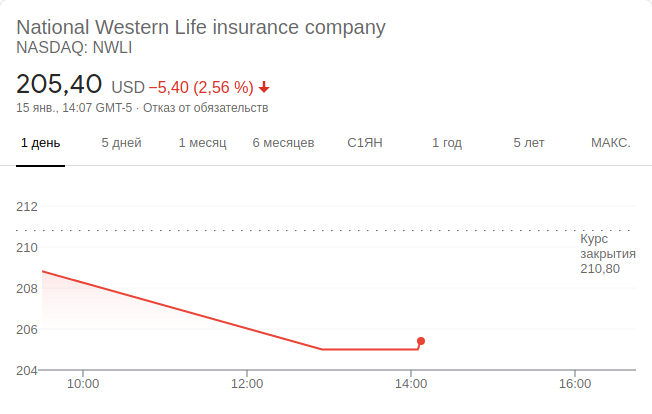 National Western Life insurance company
NASDAQ: NWLI
205,40 USD −5,40 (2,56 %)
15 янв., 14:07 GMT-5 · Отказ от обязательств
1 день 5 дней 1 месяц 6 месяцев С1ЯН 1 год 5 лет МАКС.
212
Курс
закрытия
210,80
210
208
206
204
10:00 12:00 14:00 16:00